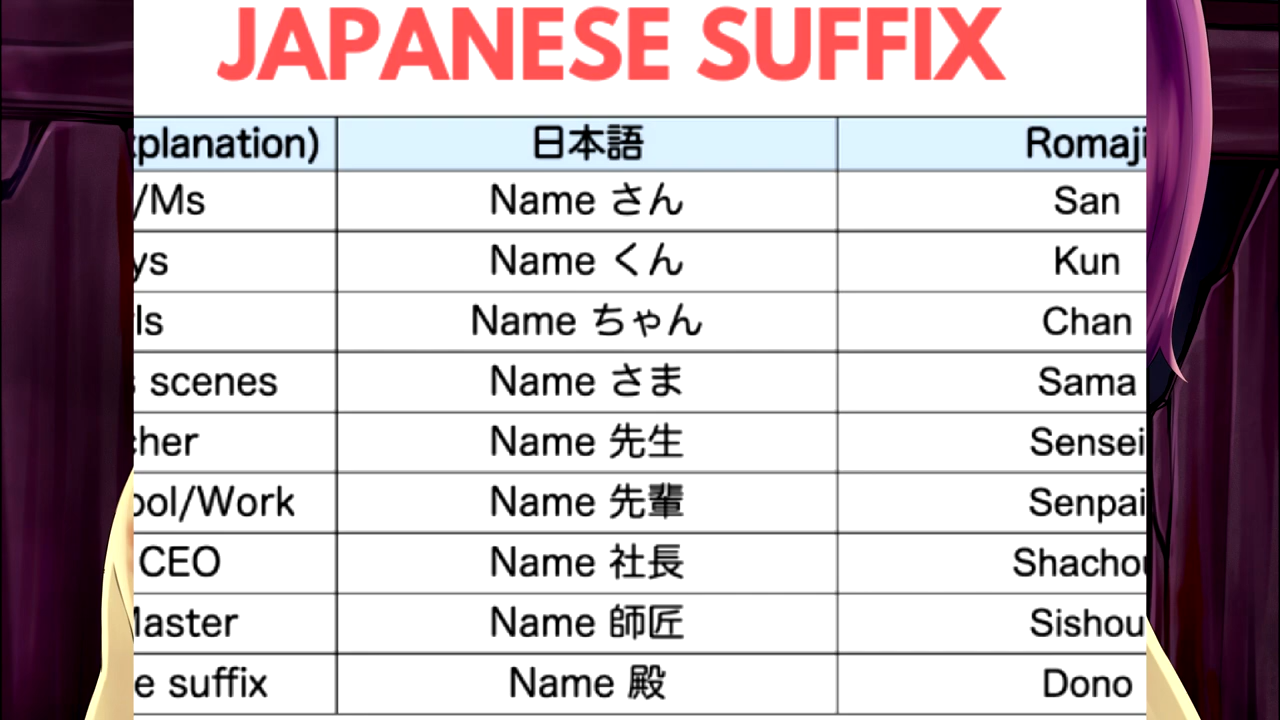 JAPANESE SUFFIX
xplanation) 日本語 Romaji
/Ms Name さん San
ys Name くん Kun
ls Name ちゃん Chan
scenes Name さま Sama
cher Name 先生 Sensei
ool/Work Name 先輩 Senpai
CEO Name 社長 Shachou
Master Name 師匠 Sishou
e suffix Name 殿 Dono